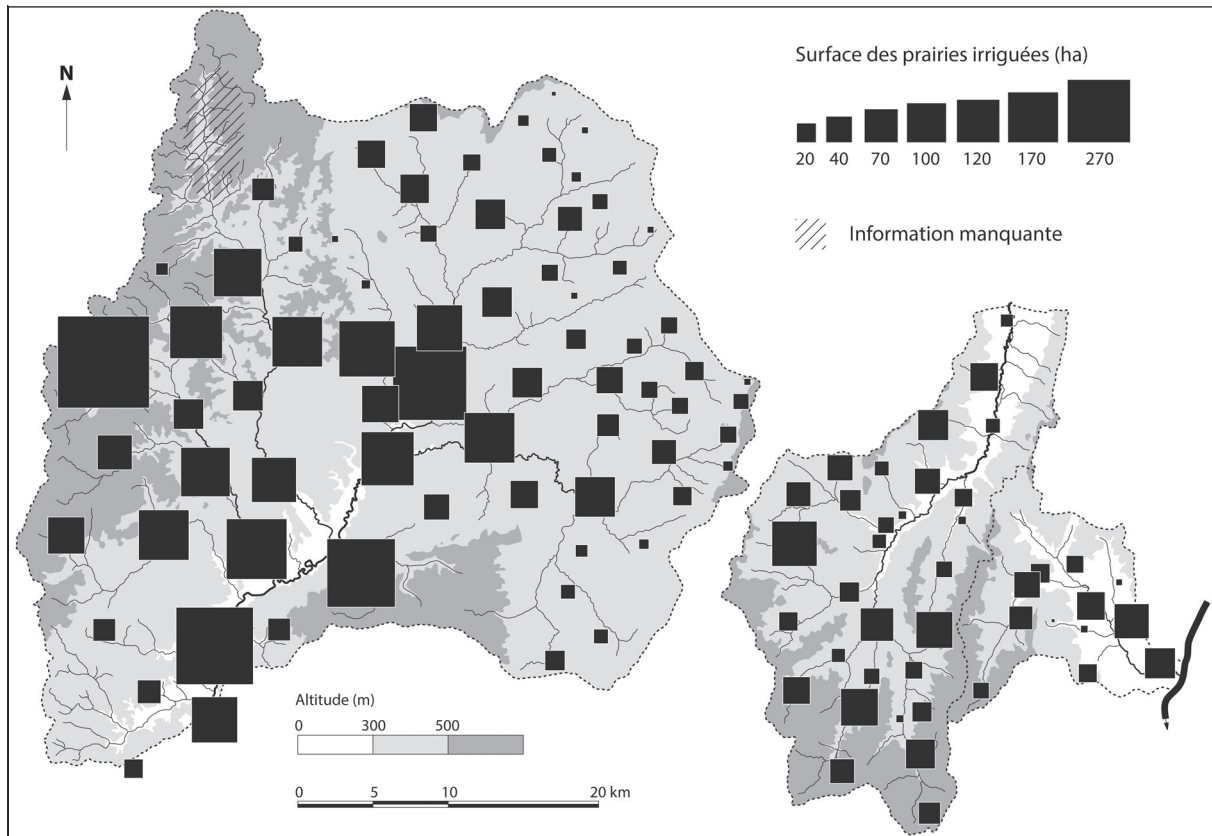 N
Surface des prairies irriguées (ha)
20 40 70 100 120 170 270
Information manquante
Altitude (m)
0 300 500
0 5 10 20 km